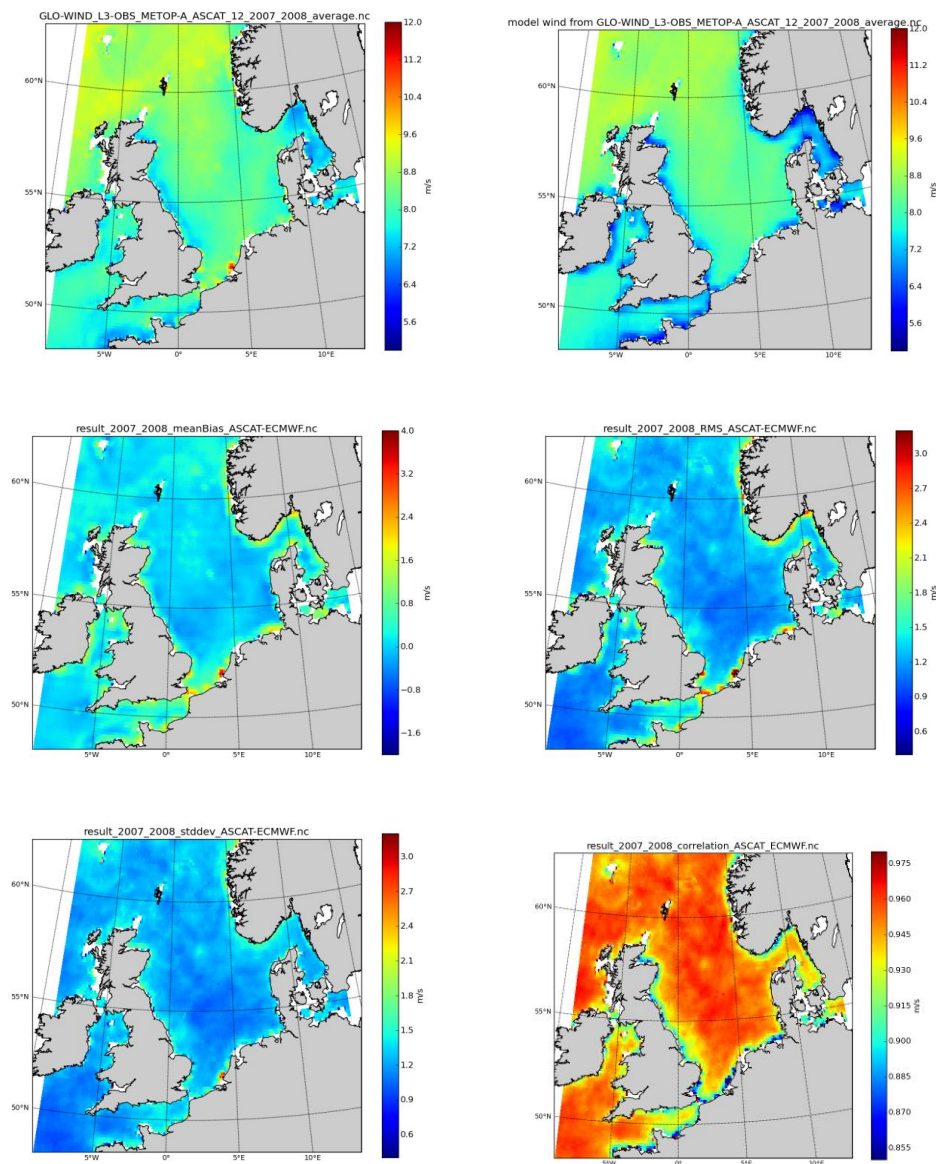 GLO-WIND_L3-OBS_METOP-A_ASCAT_12_2007_2008_average.nc
12.0
11.2
10.4
9.6
8.8
8.0
7.2
6.4
5.6
m/s
60°N
55°N
50°N
5°W
0°
5°E
10°E
model wind from GLO-WIND_L3-OBS_METOP-A_ASCAT_12_2007_2008_average.nc
12.0
11.2
10.4
9.6
8.8
8.0
7.2
6.4
5.6
m/s
60°N
55°N
50°N
5°W
0°
5°E
10°E
result_2007_2008_meanBias_ASCAT-ECMWF.nc
4.0
3.2
2.4
1.6
0.8
0.0
−0.8
−1.6
m/s
60°N
55°N
50°N
5°W
0°
5°E
10°E
result_2007_2008_RMS_ASCAT-ECMWF.nc
3.0
2.7
2.4
2.1
1.8
1.5
1.2
0.9
0.6
m/s
60°N
55°N
50°N
5°W
0°
5°E
10°E
result_2007_2008_stddev_ASCAT-ECMWF.nc
3.0
2.7
2.4
2.1
1.8
1.5
1.2
0.9
0.6
m/s
60°N
55°N
50°N
5°W
0°
5°E
10°E
result_2007_2008_correlation_ASCAT_ECMWF.nc
0.975
0.960
0.945
0.930
0.915
0.900
0.885
0.870
0.855
m/s
60°N
55°N
50°N
5°W
0°
5°E
10°E